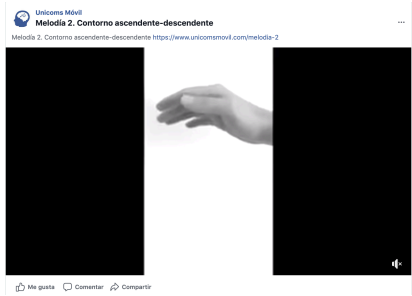 Unicoms Móvil
Melodía 2. Contorno ascendente-descendente
Melodía 2. Contorno ascendente-descendente https://www.unicomsmovil.com/melodia-2
Me gusta Comentar Compartir